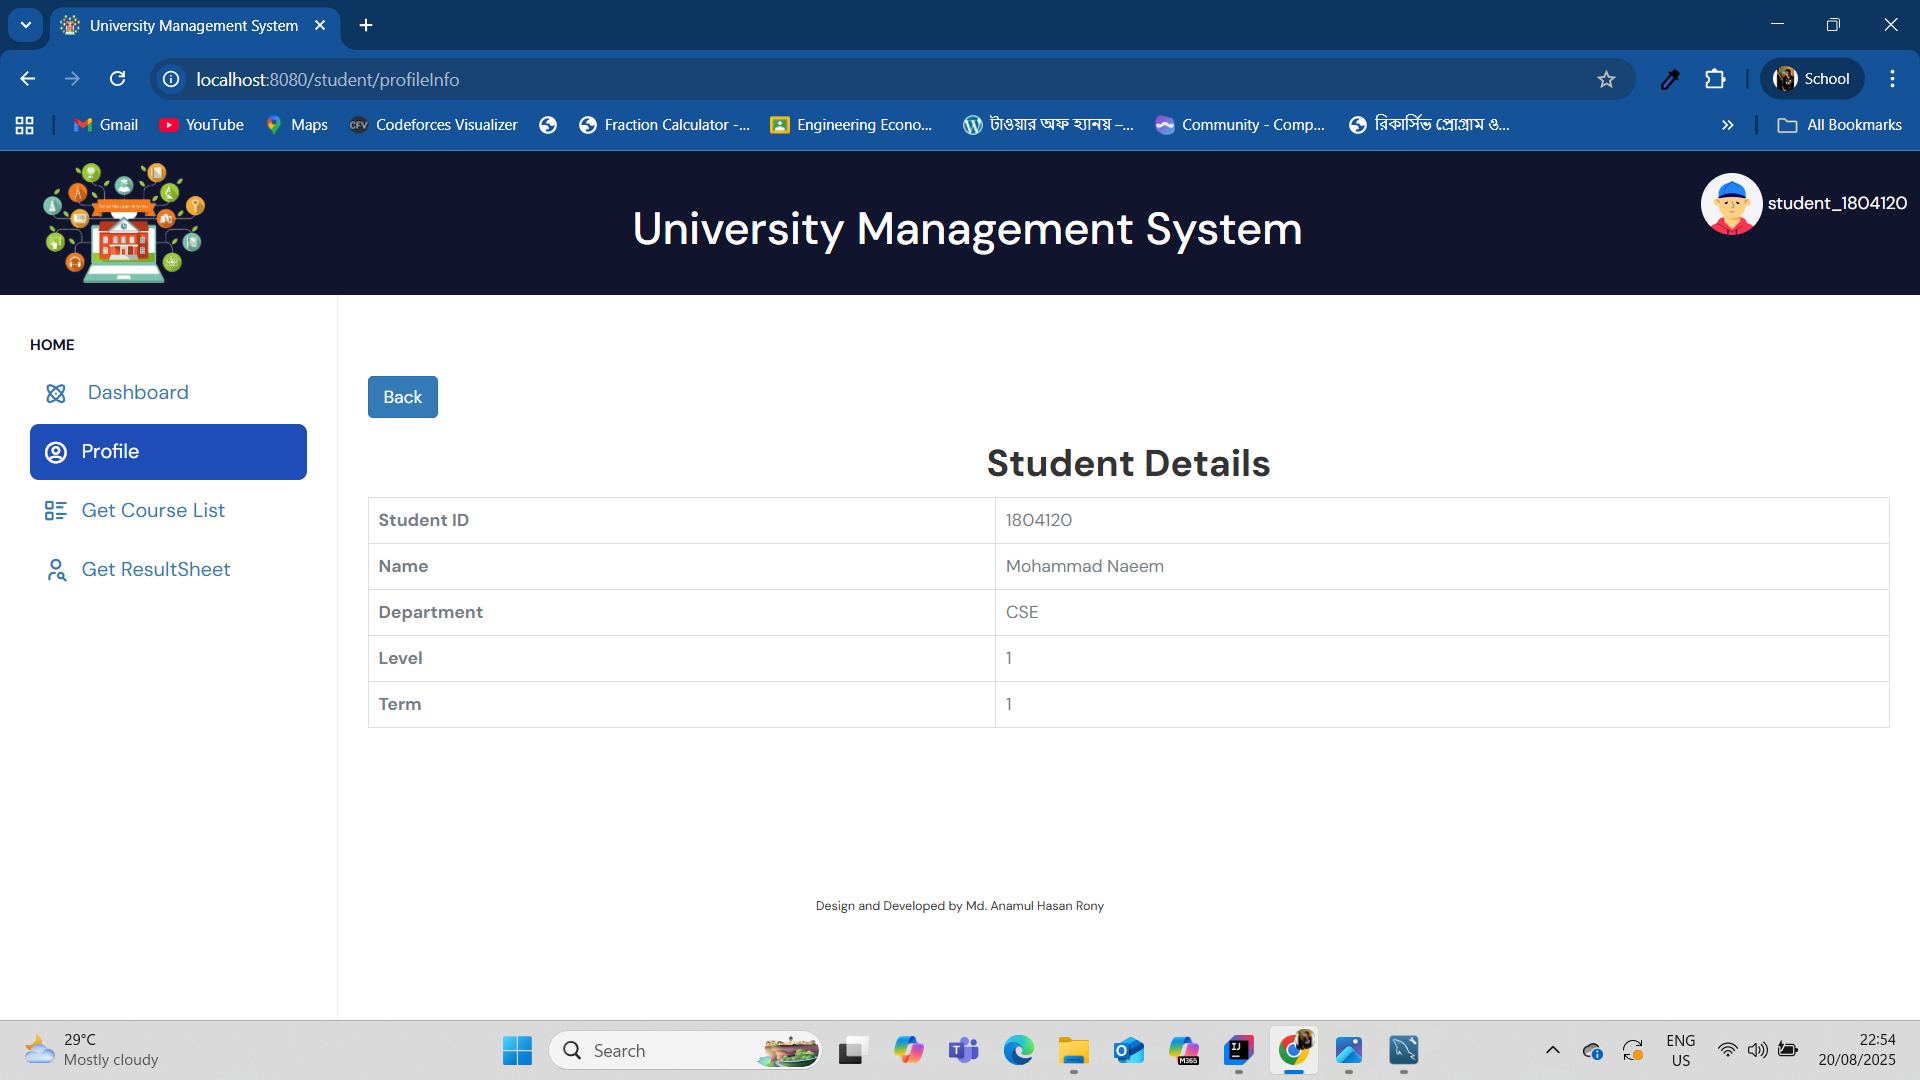 University Management System
localhost:8080/student/profileInfo
School
Gmail
YouTube
Maps
CFV
Codeforces Visualizer
Fraction Calculator -...
Engineering Econo...
টাওয়ার অফ হ্যানয় –...
Community - Comp...
রিকার্সিভ প্রোগ্রাম ও...
All Bookmarks
University Management System
student_1804120
HOME
Dashboard
Profile
Get Course List
Get ResultSheet
Back
Student Details
Student ID 1804120
Name Mohammad Naeem
Department CSE
Level 1
Term 1
Design and Developed by Md. Anamul Hasan Rony
29°C
Mostly cloudy
Search
M365
IJ
ENG
US
22:54
20/08/2025